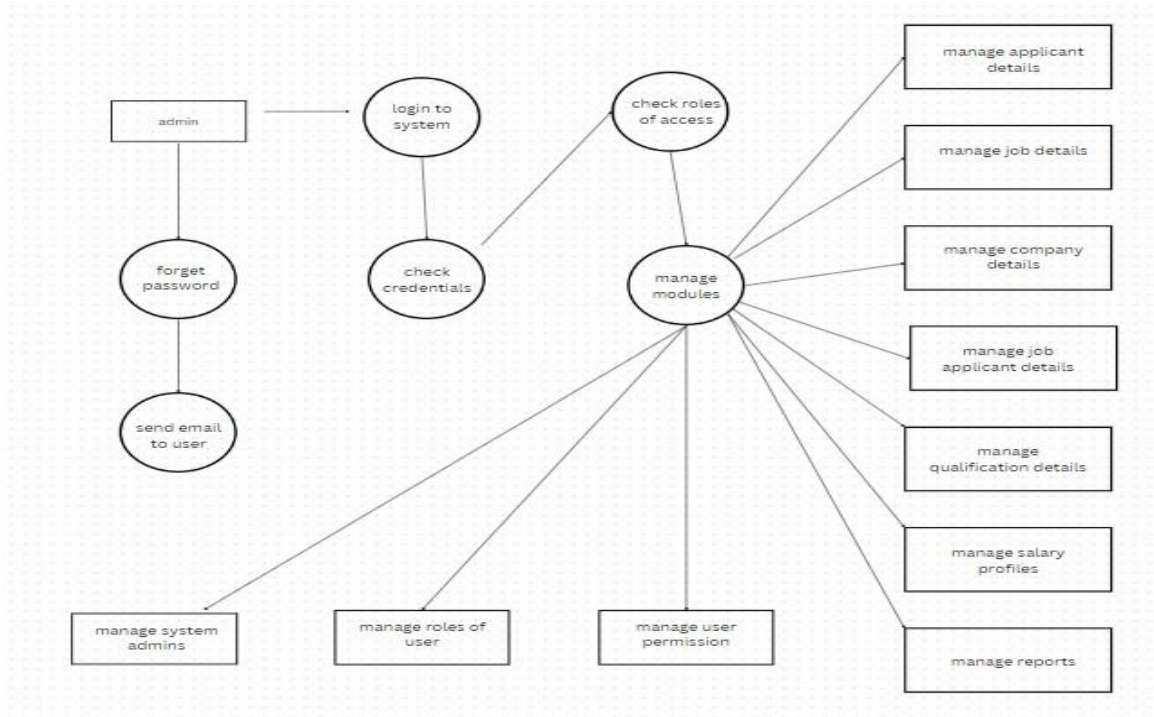 admin
login to
system
check roles
of access
forget
password
check
credentials
manage
modules
send email
to user
manage applicant
details
manage job details
manage company
details
manage job
applicant details
manage
qualification details
manage salary
profiles
manage reports
manage system
admins
manage roles of
user
manage user
permission